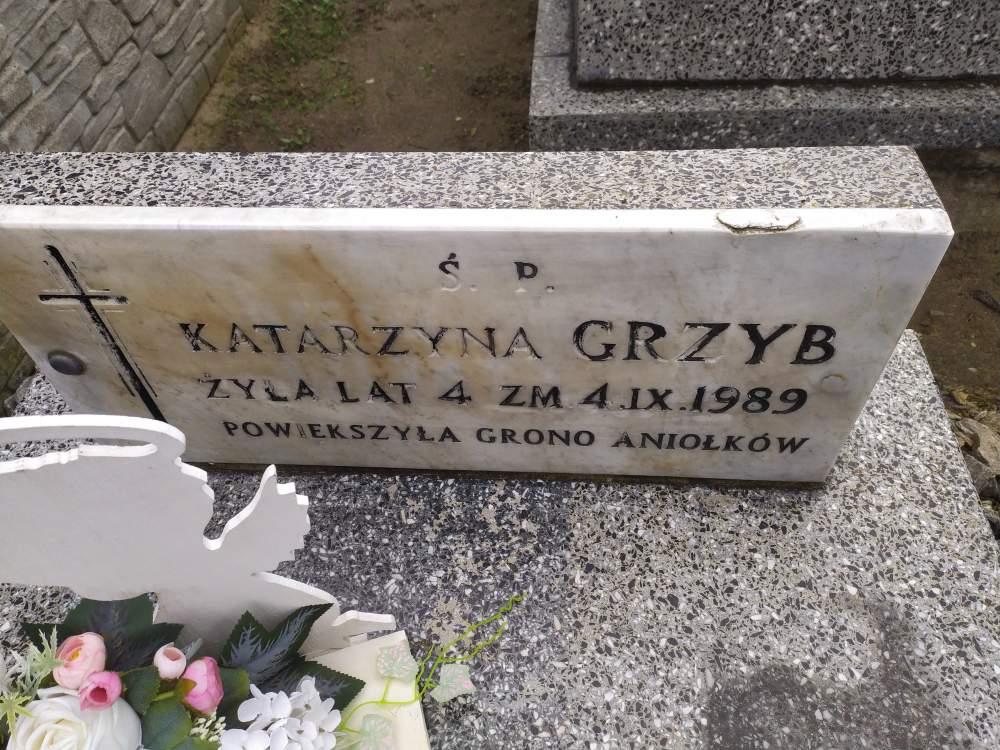 Ś. P.
KATARZYNA GRZYB
ŻYŁA LAT 4 ZM 4.IX.1989
POWIEKSZYŁA GRONO ANIOŁKÓW